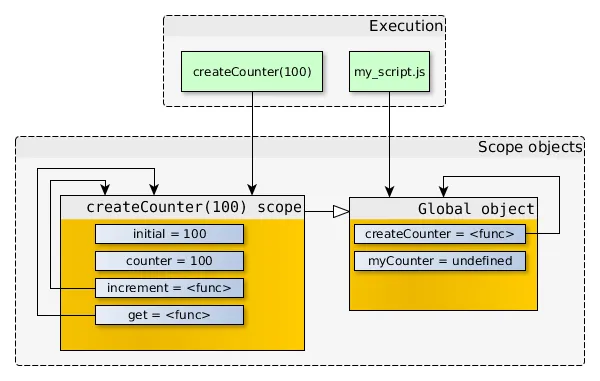 Execution
createCounter(100)
my_script.js
Scope objects
createCounter(100) scope
initial = 100
counter = 100
increment = <func>
get = <func>
Global object
createCounter = <func>
myCounter = undefined